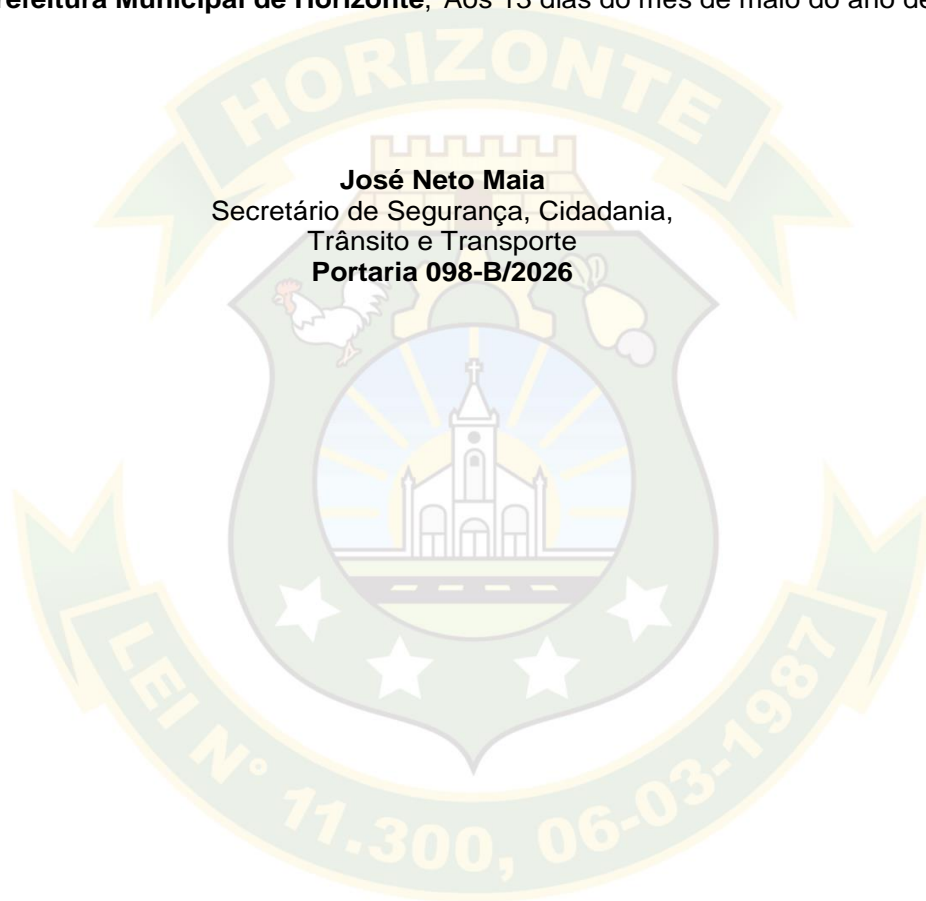 refeitura Municipal de Horizonte, Aos 13 dias do mês de maio do ano de
HORIZONTE
José Neto Maia
Secretário de Segurança, Cidadania,
Trânsito e Transporte
Portaria 098-B/2026
LEI N° 11.300, 06-03-1987